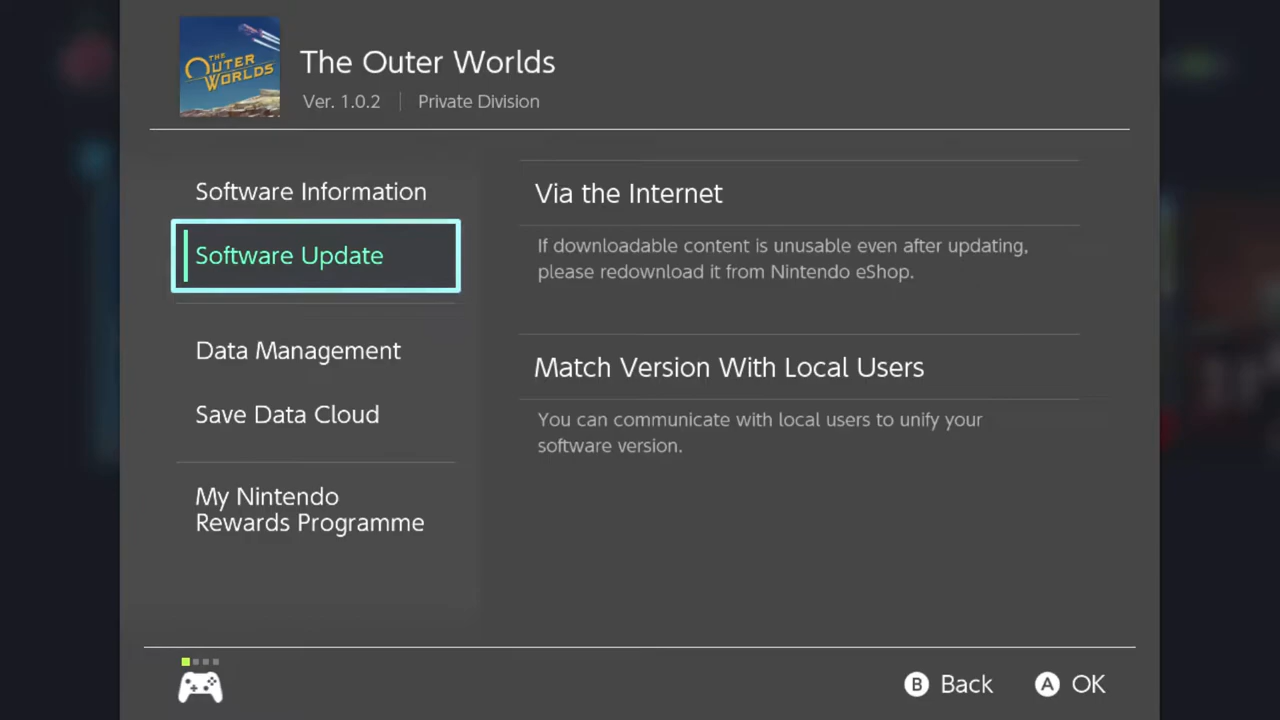 THE
OUTER
WORLDS
The Outer Worlds
Ver. 1.0.2 | Private Division
Software Information
Software Update
Data Management
Save Data Cloud
My Nintendo
Rewards Programme
Via the Internet
If downloadable content is unusable even after updating,
please redownload it from Nintendo eShop.
Match Version With Local Users
You can communicate with local users to unify your
software version.
B Back
A OK